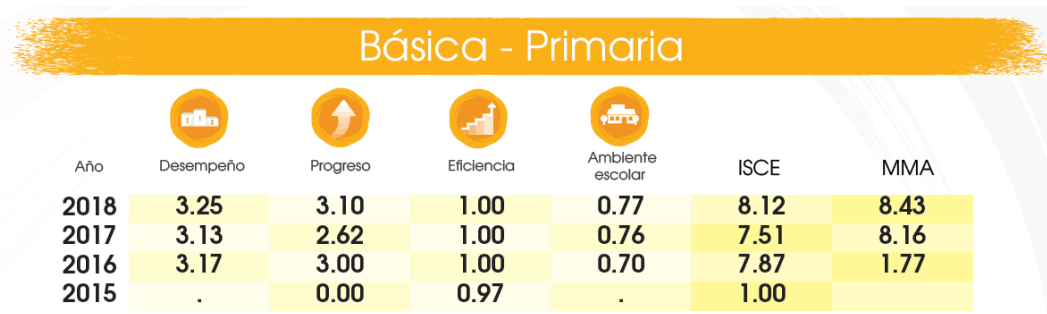 Básica - Primaria
Año Desempeño Progreso Eficiencia Ambiente escolar ISCE MMA
2018 3.25 3.10 1.00 0.77 8.12 8.43
2017 3.13 2.62 1.00 0.76 7.51 8.16
2016 3.17 3.00 1.00 0.70 7.87 1.77
2015 . 0.00 0.97 . 1.00